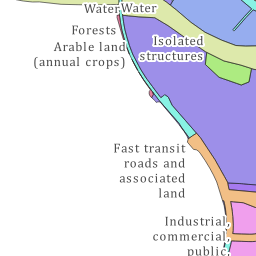 Water Water
Forests
Arable land
(annual crops)
Isolated
structures
Fast transit
roads and
associated
land
Industrial,
commercial,
public,